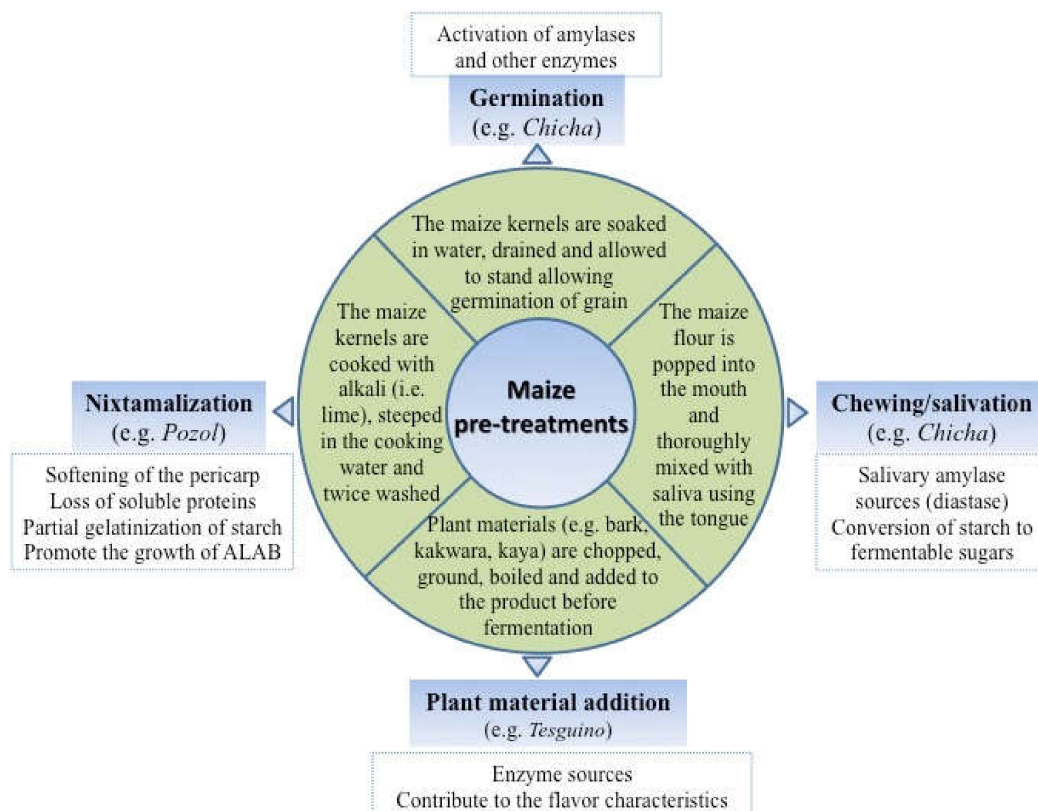 Activation of amylases
and other enzymes
Germination
(e.g. Chicha)
The maize kernels are soaked
in water, drained and allowed
to stand allowing
germination of grain
The maize
kernels are
cooked with
alkali (i.e.
lime), steeped
in the cooking
water and
twice washed
Maize
pre-treatments
The maize
flour is
popped into
the mouth
and
thoroughly
mixed with
saliva using
the tongue
Nixtamalization
(e.g. Pozol)
Softening of the pericarp
Loss of soluble proteins
Partial gelatinization of starch
Promote the growth of ALAB
Chewing/salivation
(e.g. Chicha)
Salivary amylase
sources (diastase)
Conversion of starch to
fermentable sugars
Plant materials (e.g. bark,
kakwara, kaya) are chopped,
ground, boiled and added to
the product before
fermentation
Plant material addition
(e.g. Tesguino)
Enzyme sources
Contribute to the flavor characteristics